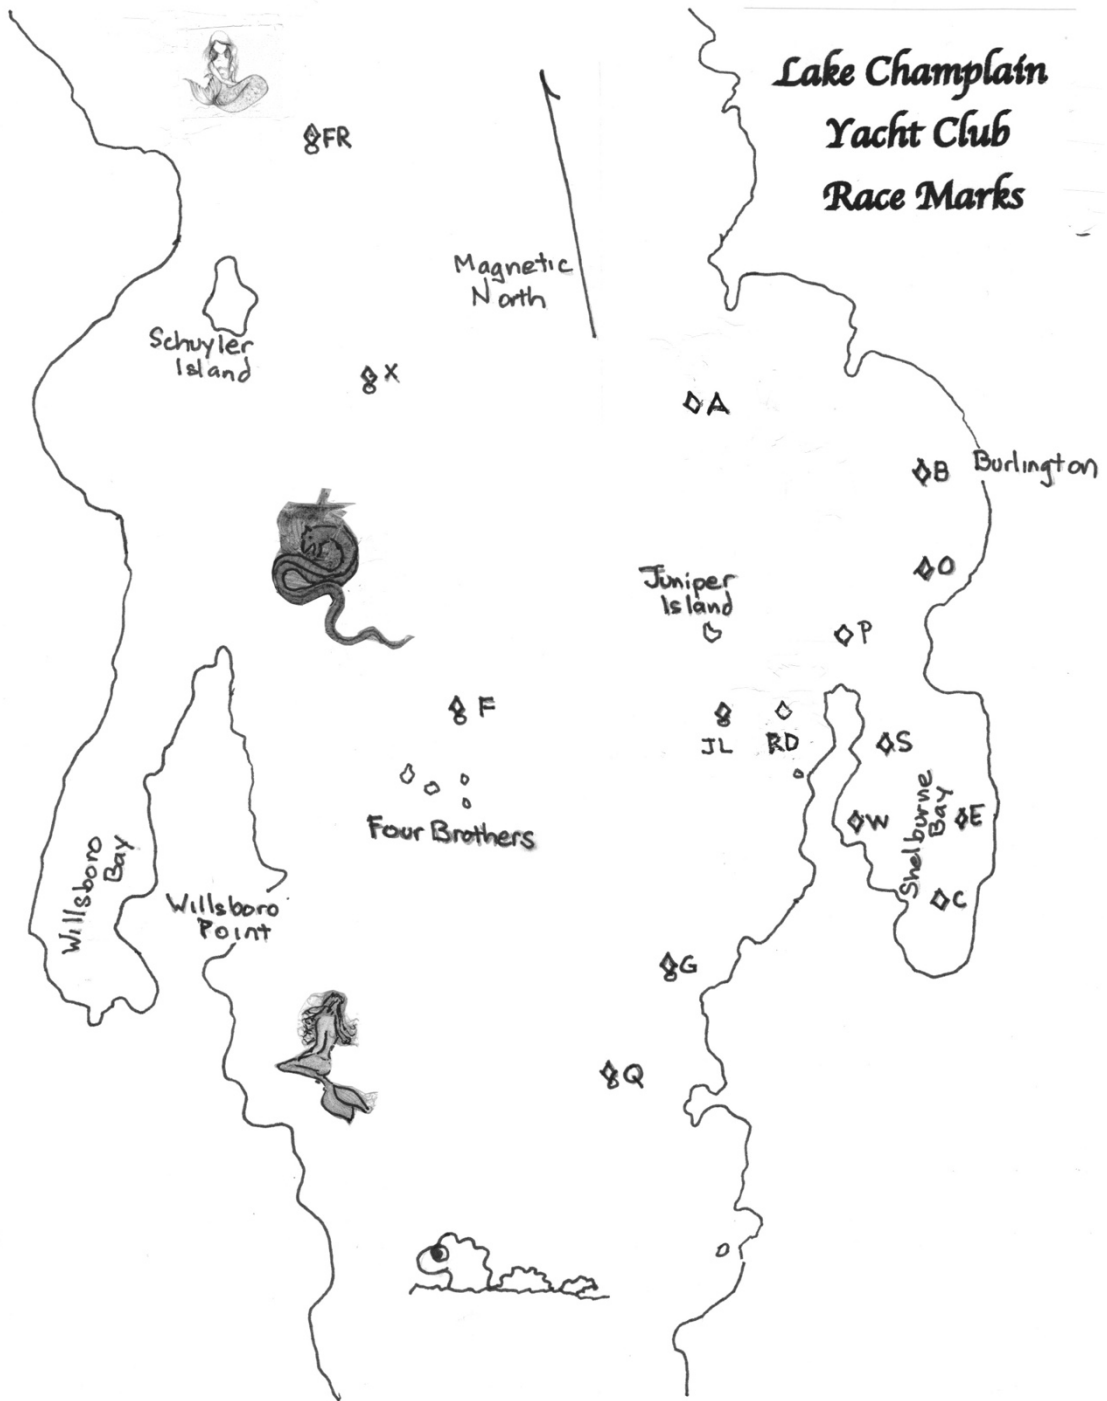 Lake Champlain
Yacht Club
Race Marks
FR
Magnetic
North
Schuyler
Island
X
A
B
Burlington
O
Juniper
Island
P
F
JL
RD
S
Four Brothers
W
Shelburne
Bay
E
C
Willsboro
Bay
Willsboro
Point
G
Q